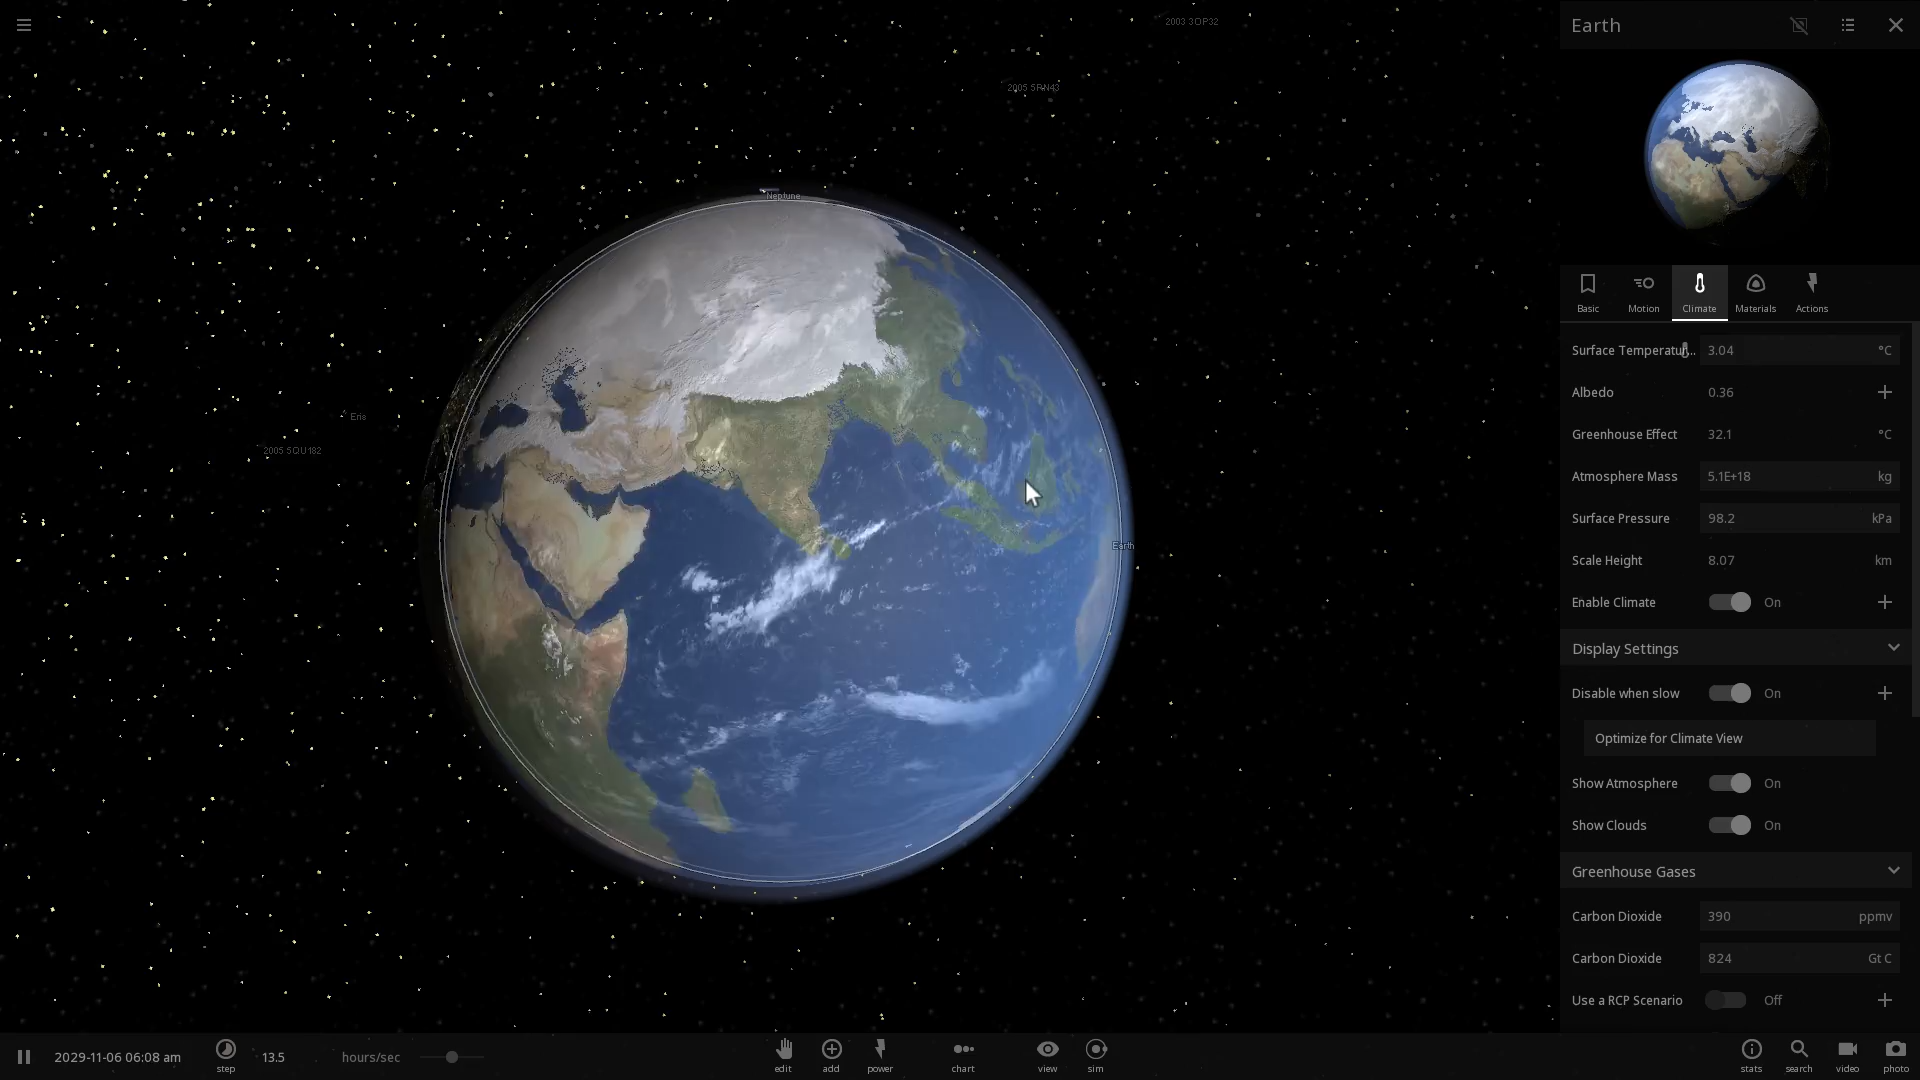 2003 3OP32
Earth
2005 5RN43
Neptune
Basic
Motion
Climate
Materials
Actions
Surface Temperatur... 3.04 °C
Albedo 0.36
Eris
Greenhouse Effect 32.1 °C
2005 5QU182
Atmosphere Mass 5.1E+18 kg
Surface Pressure 98.2 kPa
Earth
Scale Height 8.07 km
Enable Climate On
Display Settings
Disable when slow On
Optimize for Climate View
Show Atmosphere On
Show Clouds On
Greenhouse Gases
Carbon Dioxide 390 ppmv
Carbon Dioxide 824 Gt C
Use a RCP Scenario Off
2029-11-06 06:08 am
step
13.5 hours/sec
edit
add
power
chart
view
sim
stats
search
video
photo